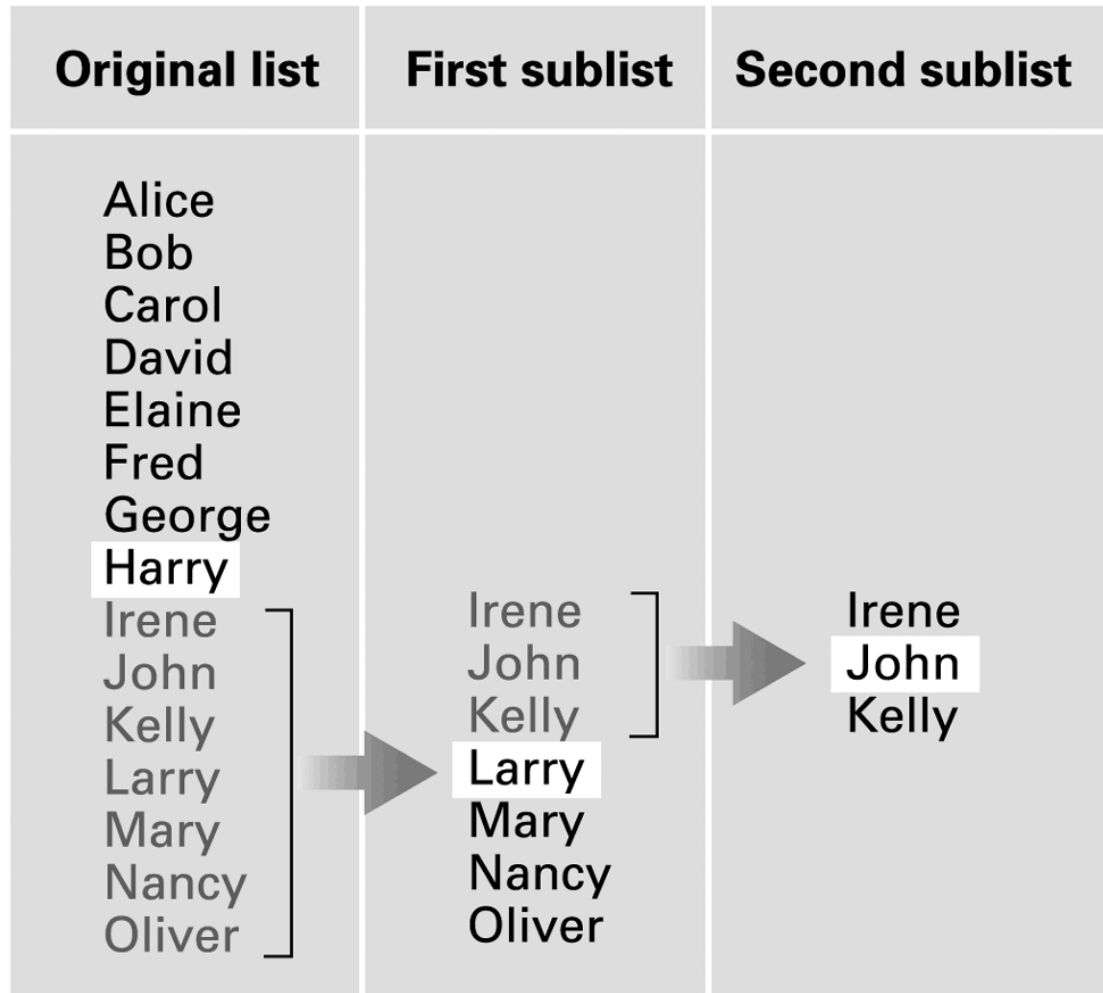 Original list
First sublist
Second sublist
Alice
Bob
Carol
David
Elaine
Fred
George
Harry
Irene
John
Kelly
Larry
Mary
Nancy
Oliver
Irene
John
Kelly
Larry
Mary
Nancy
Oliver
Irene
John
Kelly